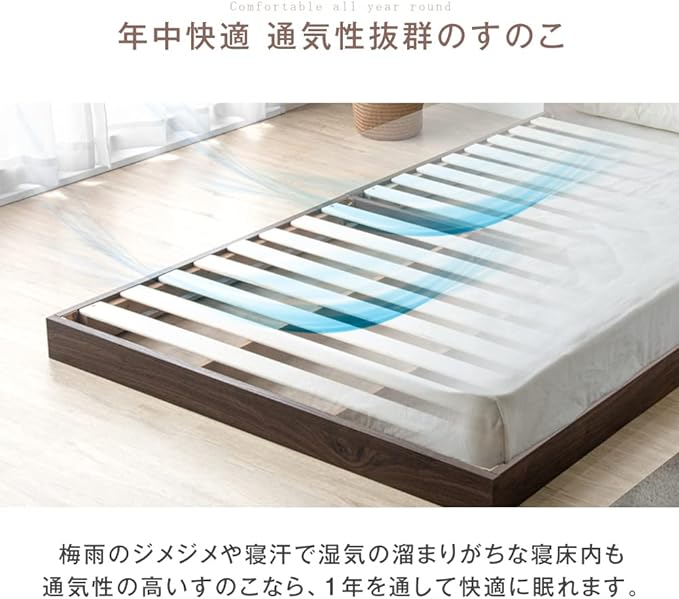 Comfortable all year round
年中快適 通気性抜群のすのこ
梅雨のジメジメや寝汗で湿気の溜まりがちな寝床内も
通気性の高いすのこなら、1年を通して快適に眠れます。